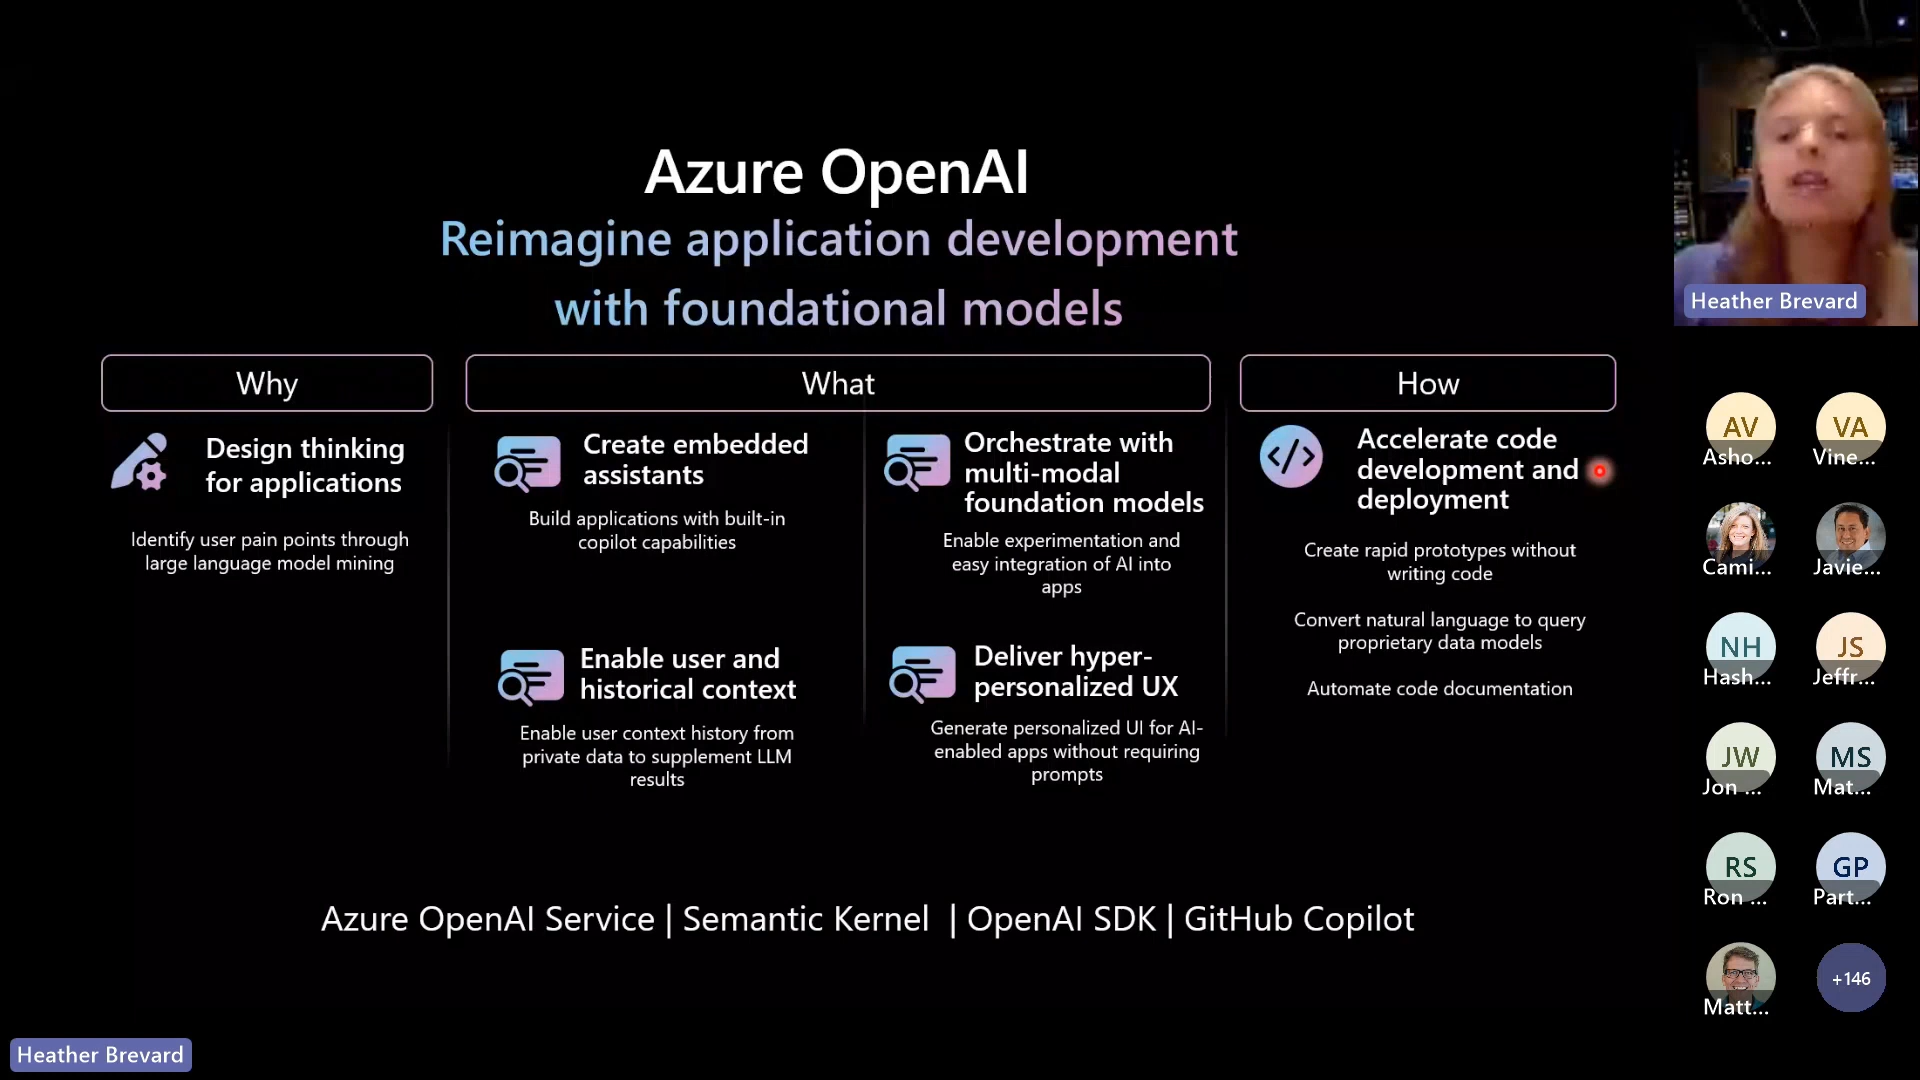 Azure OpenAI
Reimagine application development
with foundational models
Why
What
How
Design thinking
for applications
Identify user pain points through
large language model mining
Create embedded
assistants
Build applications with built-in
copilot capabilities
Enable user and
historical context
Enable user context history from
private data to supplement LLM
results
Orchestrate with
multi-modal
foundation models
Enable experimentation and
easy integration of AI into
apps
Deliver hyper-
personalized UX
Generate personalized UI for AI-
enabled apps without requiring
prompts
</>
Accelerate code
development and
deployment
Create rapid prototypes without
writing code
Convert natural language to query
proprietary data models
Automate code documentation
Azure OpenAI Service | Semantic Kernel | OpenAI SDK | GitHub Copilot
Heather Brevard
Heather Brevard
AV
Asho...
VA
Vine...
Cami...
Javie...
NH
Hash...
JS
Jeffr...
JW
Jon ...
MS
Mat...
RS
Ron ...
GP
Part...
Matt...
+146